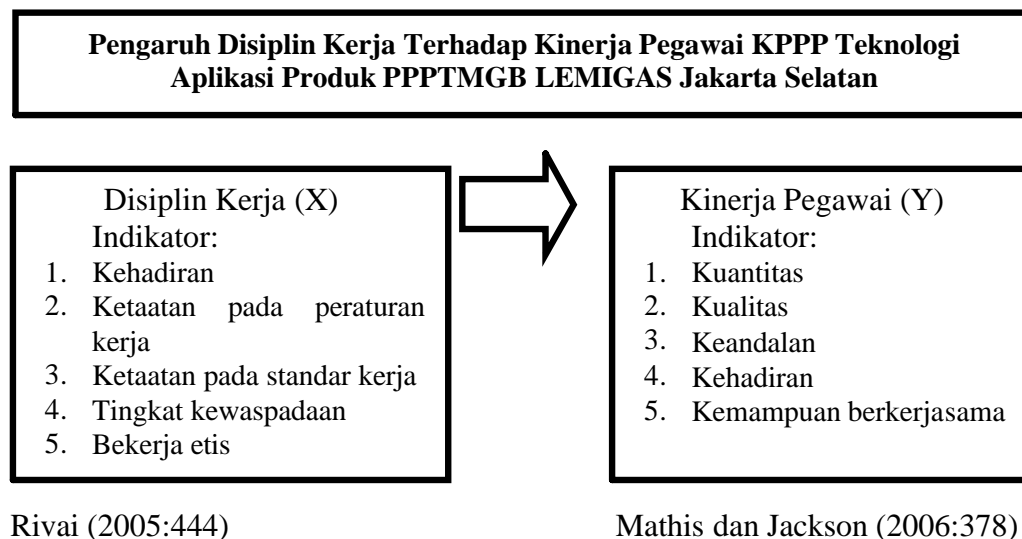 Pengaruh Disiplin Kerja Terhadap Kinerja Pegawai KPPP Teknologi
Aplikasi Produk PPPTMGB LEMIGAS Jakarta Selatan
Disiplin Kerja (X)
Indikator:
1. Kehadiran
2. Ketaatan pada peraturan
kerja
3. Ketaatan pada standar kerja
4. Tingkat kewaspadaan
5. Bekerja etis
Kinerja Pegawai (Y)
Indikator:
1. Kuantitas
2. Kualitas
3. Keandalan
4. Kehadiran
5. Kemampuan berkerjasama
Rivai (2005:444)
Mathis dan Jackson (2006:378)